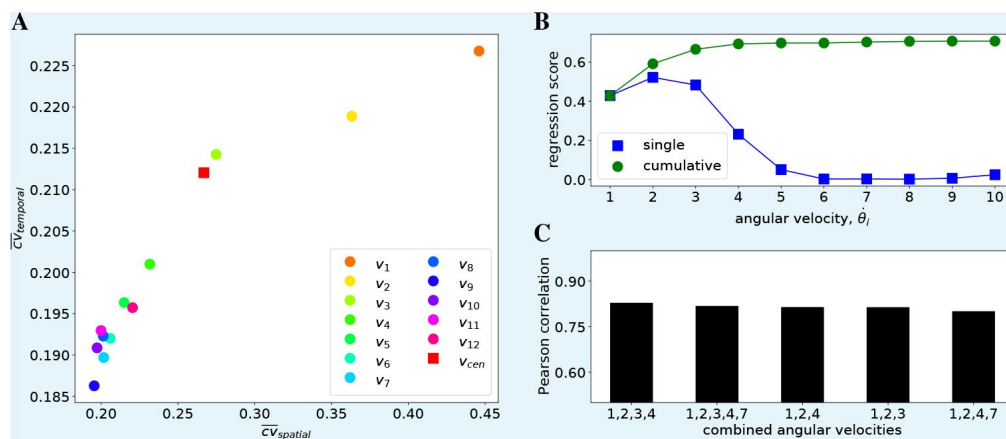 A
0.225
0.220
0.215
0.210
0.200
0.195
0.190
0.185
c̅v̅temporal
0.20 0.25 0.30 0.35 0.40 0.45
c̅v̅spatial
v1 v8
v2 v9
v3 v10
v4 v11
v5 v12
v6 vcen
v7
B
0.6
0.4
0.2
0.0
regression score
single
cumulative
1 2 3 4 5 6 7 8 9 10
angular velocity, θ̇i
C
0.90
0.75
0.60
Pearson correlation
1,2,3,4 1,2,3,4,7 1,2,4 1,2,3 1,2,4,7
combined angular velocities